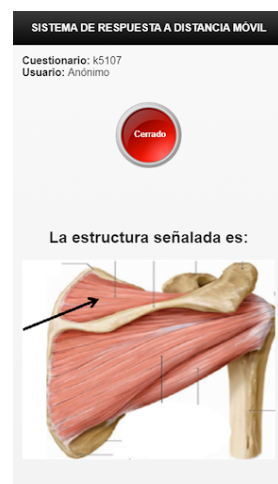 SISTEMA DE RESPUESTA A DISTANCIA MÓVIL
Cuestionario: k5107
Usuario: Anónimo
Cerrado
La estructura señalada es: